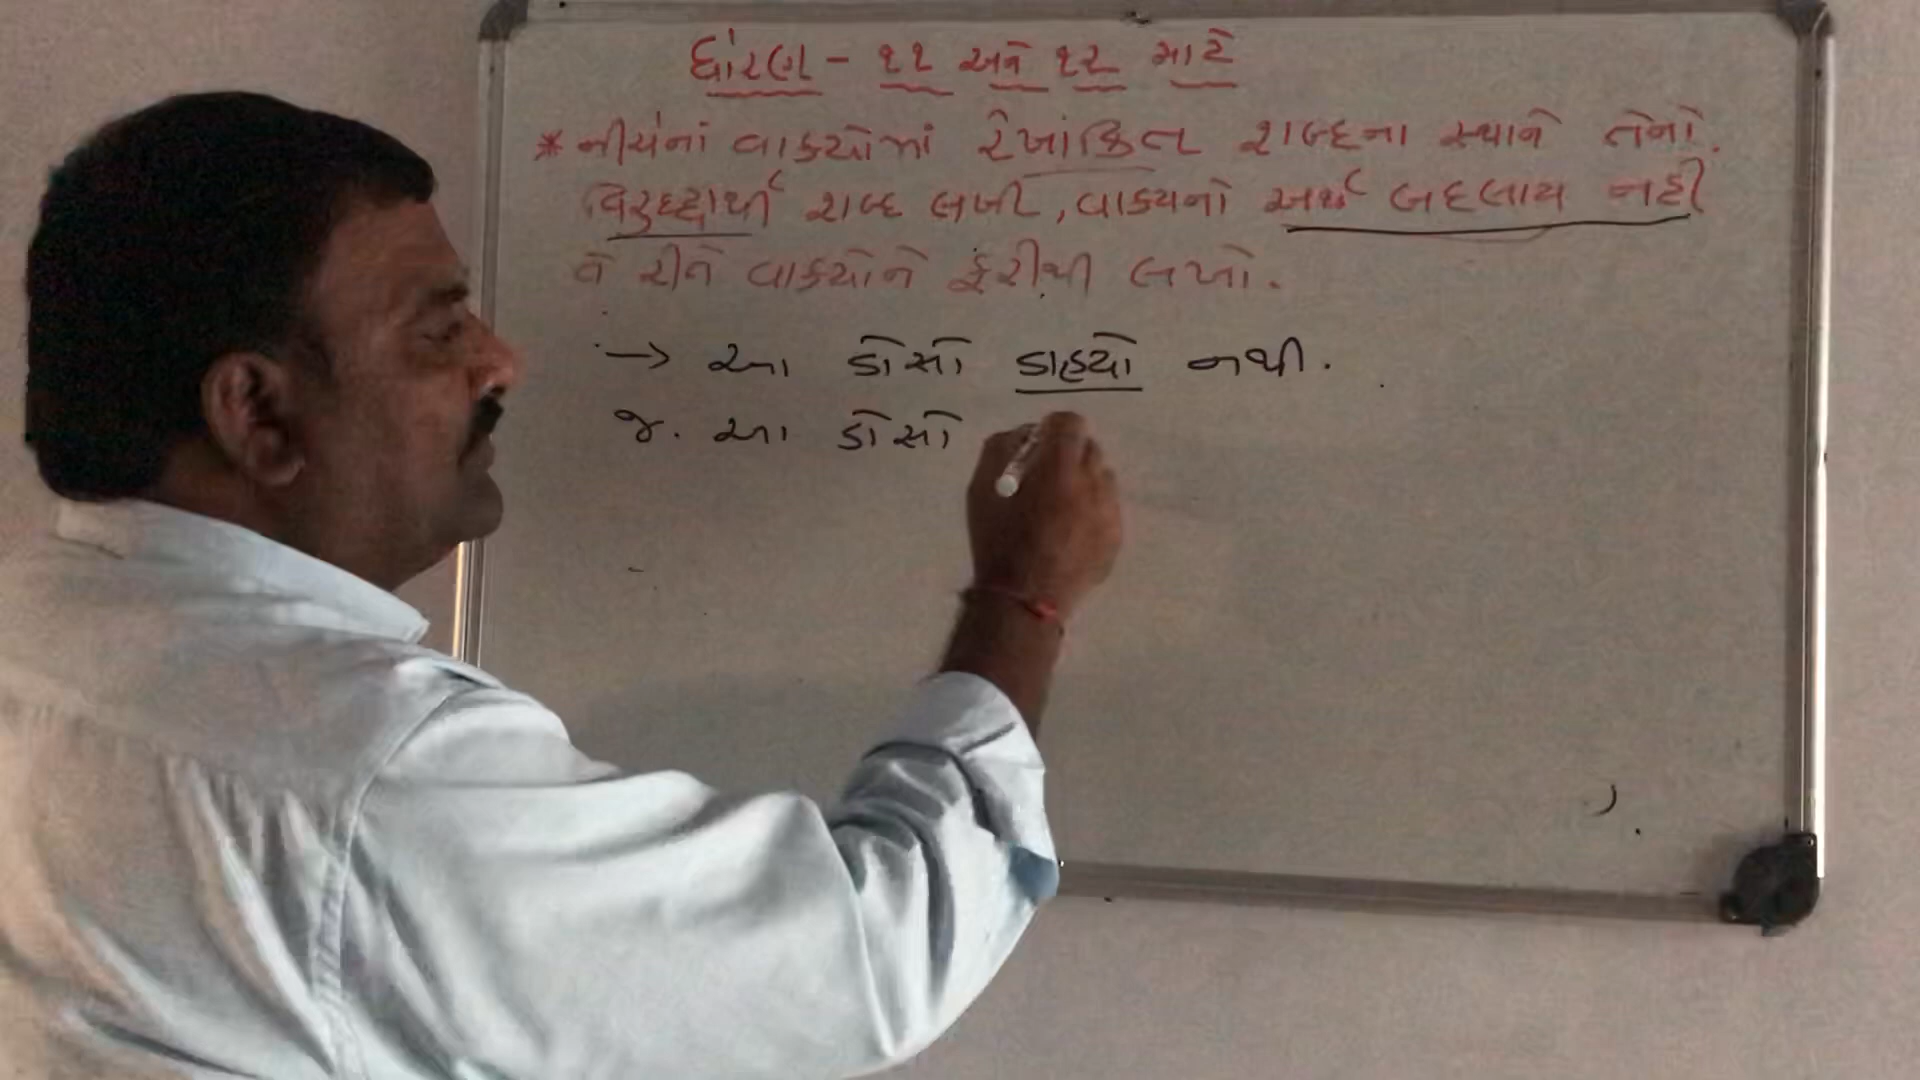 ધોરણ - ૧૧ અને ૧૨ માટે
* નીચેનાં વાક્યોમાં રેખાંકિત શબ્દના સ્થાને તેનો
વિરુદ્ધાર્થી શબ્દ લખી, વાક્યનો અર્થ બદલાય નહી
તે રીતે વાક્યોને ફરીથી લખો.
→ આ ડોસો ડાહ્યો નથી.
જ. આ ડોસો